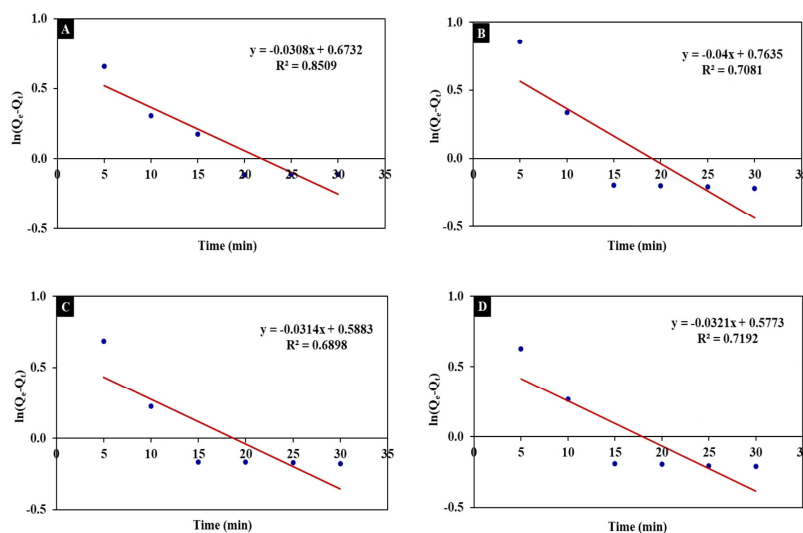 A
y = -0.0308x + 0.6732
R² = 0.8509
1.0
0.5
0.0
-0.5
0
5
10
15
20
25
30
35
ln(Qe-Qt)
Time (min)
B
y = -0.04x + 0.7635
R² = 0.7081
1.0
0.5
0.0
-0.5
0
5
10
15
20
25
30
35
ln(Qe-Qt)
Time (min)
C
y = -0.0314x + 0.5883
R² = 0.6898
1.0
0.5
0.0
-0.5
0
5
10
15
20
25
30
35
ln(Qe-Qt)
Time (min)
D
y = -0.0321x + 0.5773
R² = 0.7192
1.0
0.5
0.0
-0.5
0
5
10
15
20
25
30
35
ln(Qe-Qt)
Time (min)